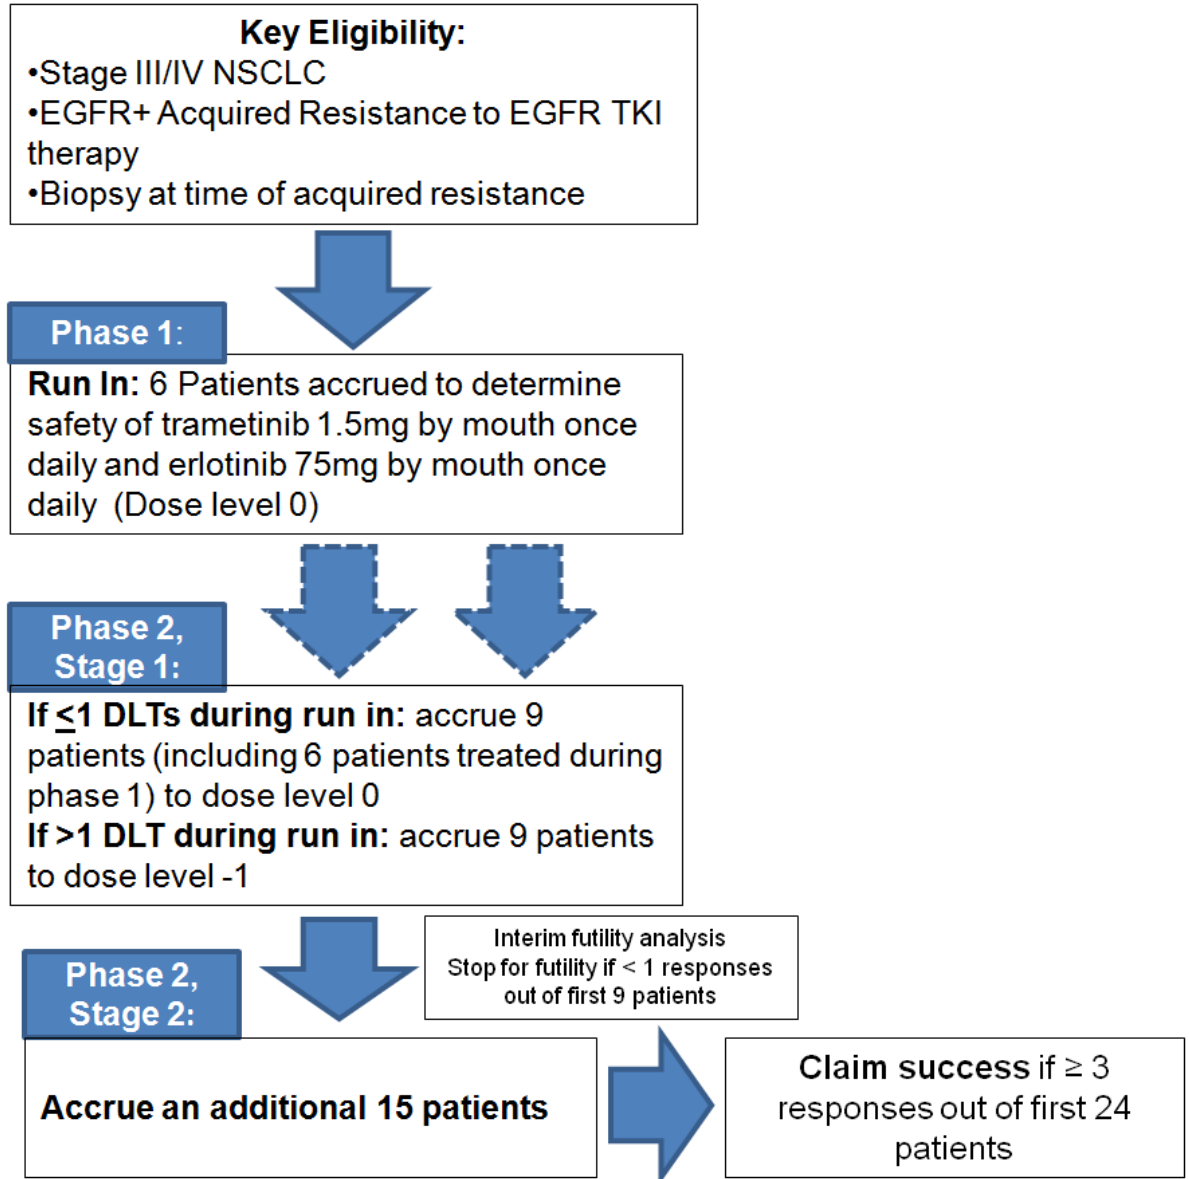 Key Eligibility:
•Stage III/IV NSCLC
•EGFR+ Acquired Resistance to EGFR TKI
therapy
•Biopsy at time of acquired resistance
Phase 1:
Run In: 6 Patients accrued to determine
safety of trametinib 1.5mg by mouth once
daily and erlotinib 75mg by mouth once
daily (Dose level 0)
Phase 2,
Stage 1:
If ≤1 DLTs during run in: accrue 9
patients (including 6 patients treated during
phase 1) to dose level 0
If >1 DLT during run in: accrue 9 patients
to dose level -1
Interim futility analysis
Stop for futility if < 1 responses
out of first 9 patients
Phase 2,
Stage 2:
Accrue an additional 15 patients
Claim success if ≥ 3
responses out of first 24
patients